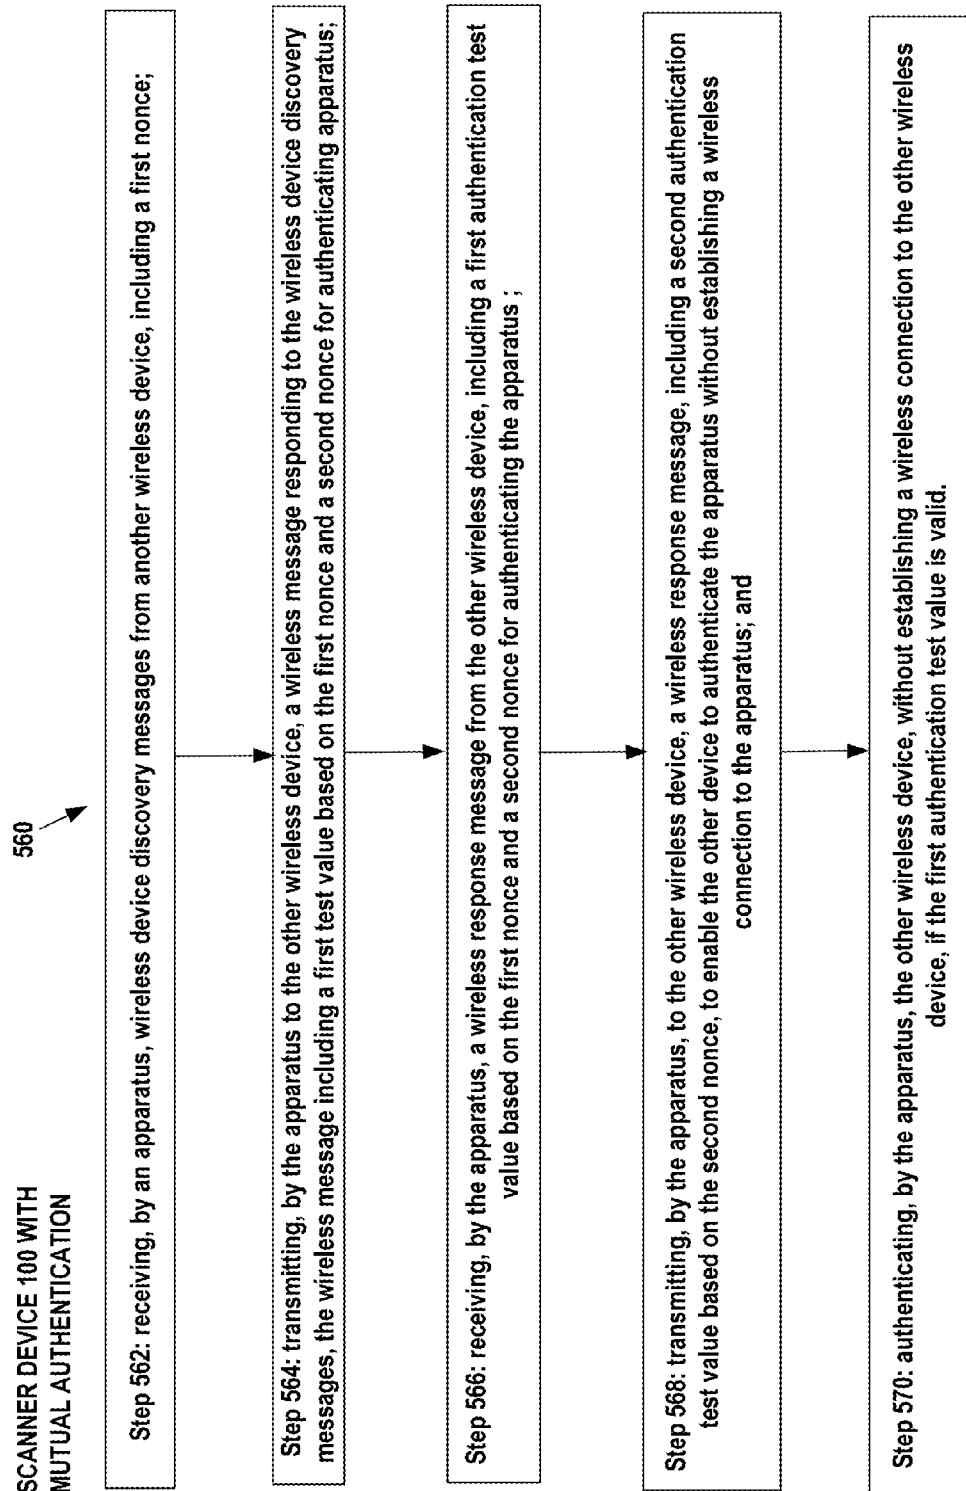 SCANNER DEVICE 100 WITH
MUTUAL AUTHENTICATION
560
Step 562: receiving, by an apparatus, wireless device discovery messages from another wireless device, including a first nonce;
Step 564: transmitting, by the apparatus to the other wireless device, a wireless message responding to the wireless device discovery
messages, the wireless message including a first test value based on the first nonce and a second nonce for authenticating apparatus;
Step 566: receiving, by the apparatus, a wireless response message from the other wireless device, including a first authentication test
value based on the first nonce and a second nonce for authenticating the apparatus ;
Step 568: transmitting, by the apparatus, to the other wireless device, a wireless response message, including a second authentication
test value based on the second nonce, to enable the other device to authenticate the apparatus without establishing a wireless
connection to the apparatus; and
Step 570: authenticating, by the apparatus, the other wireless device, without establishing a wireless connection to the other wireless
device, if the first authentication test value is valid.